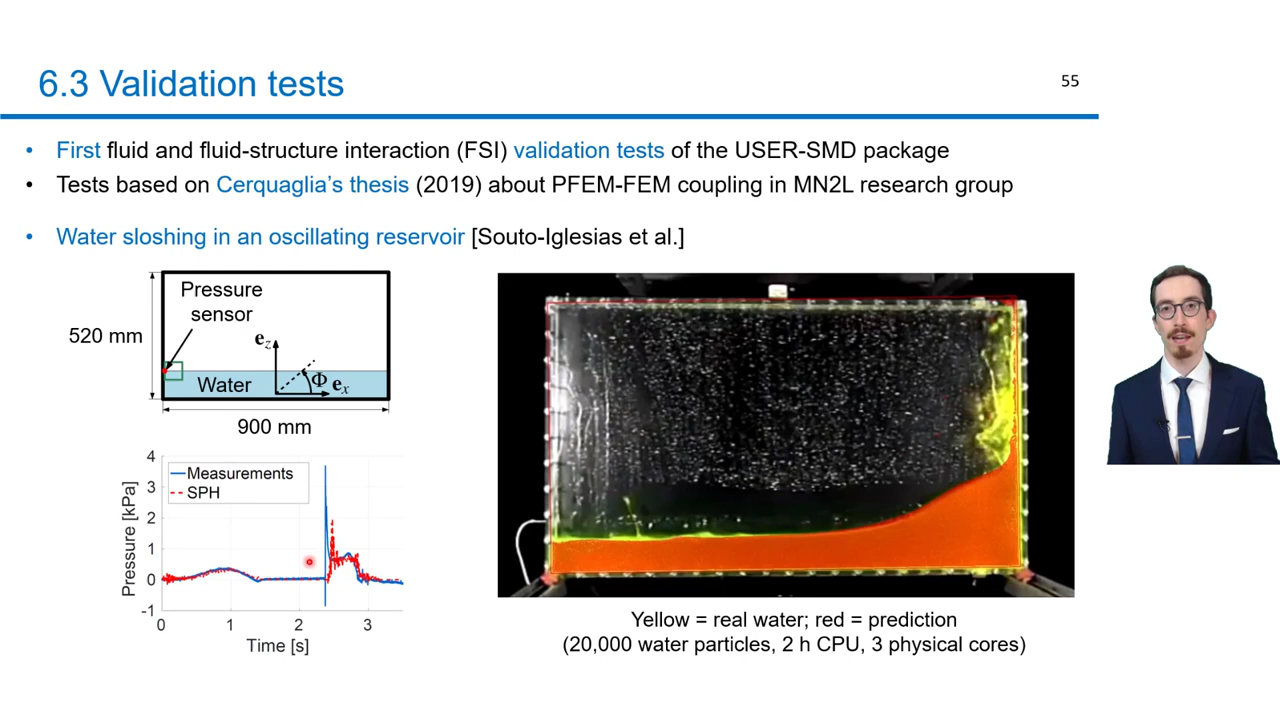 6.3 Validation tests
55
• First fluid and fluid-structure interaction (FSI) validation tests of the USER-SMD package
• Tests based on Cerquaglia’s thesis (2019) about PFEM-FEM coupling in MN2L research group
• Water sloshing in an oscillating reservoir [Souto-Iglesias et al.]
Pressure
sensor
520 mm
e_z
Water
Φ e_x
900 mm
Measurements
SPH
4
3
2
1
0
-1
Pressure [kPa]
0 1 2 3
Time [s]
Yellow = real water; red = prediction
(20,000 water particles, 2 h CPU, 3 physical cores)